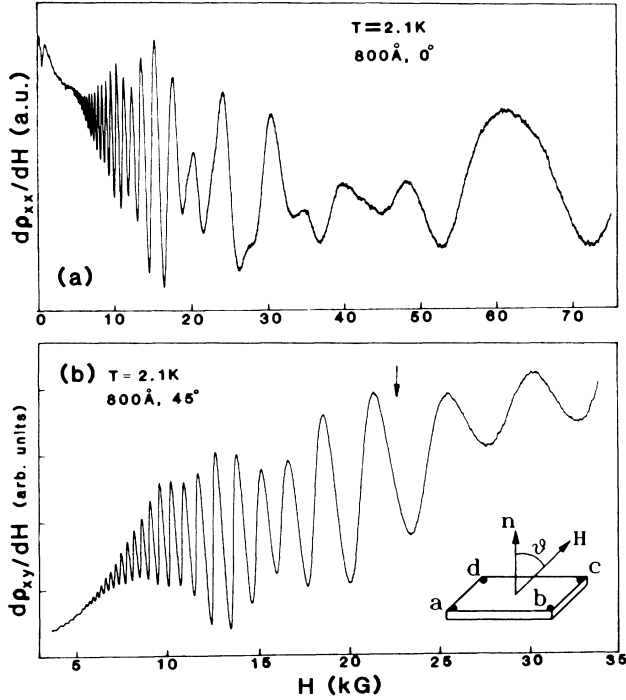 T=2.1K
800Å, 0°
dρxx/dH (a.u.)
(a)
0 10 20 30 40 50 60 70
(b) T= 2.1K
800Å, 45°
dρxy/dH (arb. units)
n
ϑ
H
d
c
a
b
5 10 15 20 25 30 35
H (kG)